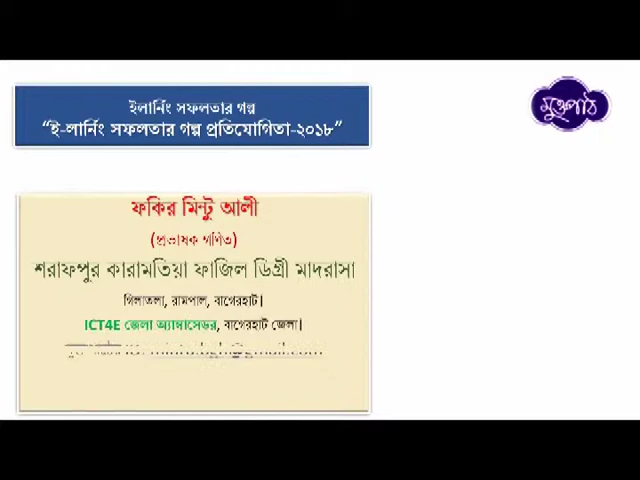 ইলার্নিং সফলতার গল্প
“ই-লার্নিং সফলতার গল্প প্রতিযোগিতা-২০১৮”
মুক্তপাঠ
ফকির মিন্টু আলী
(প্রভাষক গণিত)
শরাফপুর কারামতিয়া ফাজিল ডিগ্রী মাদরাসা
গিলাতলা, রামপাল, বাগেরহাট।
ICT4E জেলা অ্যাম্বাসেডর, বাগেরহাট জেলা।